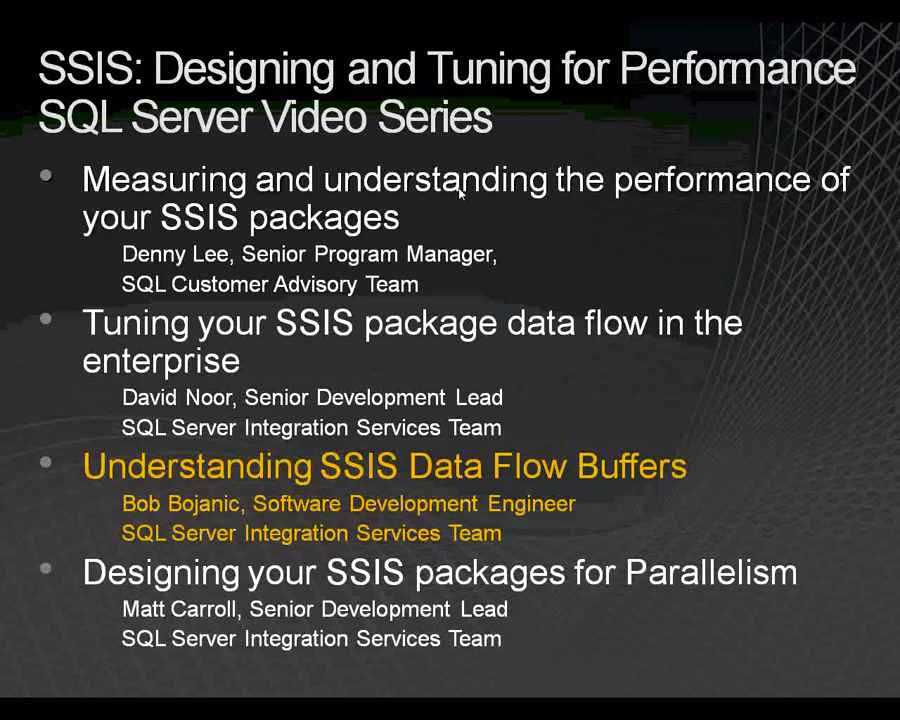 SSIS: Designing and Tuning for Performance
SQL Server Video Series
Measuring and understanding the performance of
your SSIS packages
Denny Lee, Senior Program Manager,
SQL Customer Advisory Team
Tuning your SSIS package data flow in the
enterprise
David Noor, Senior Development Lead
SQL Server Integration Services Team
Understanding SSIS Data Flow Buffers
Bob Bojanic, Software Development Engineer
SQL Server Integration Services Team
Designing your SSIS packages for Parallelism
Matt Carroll, Senior Development Lead
SQL Server Integration Services Team